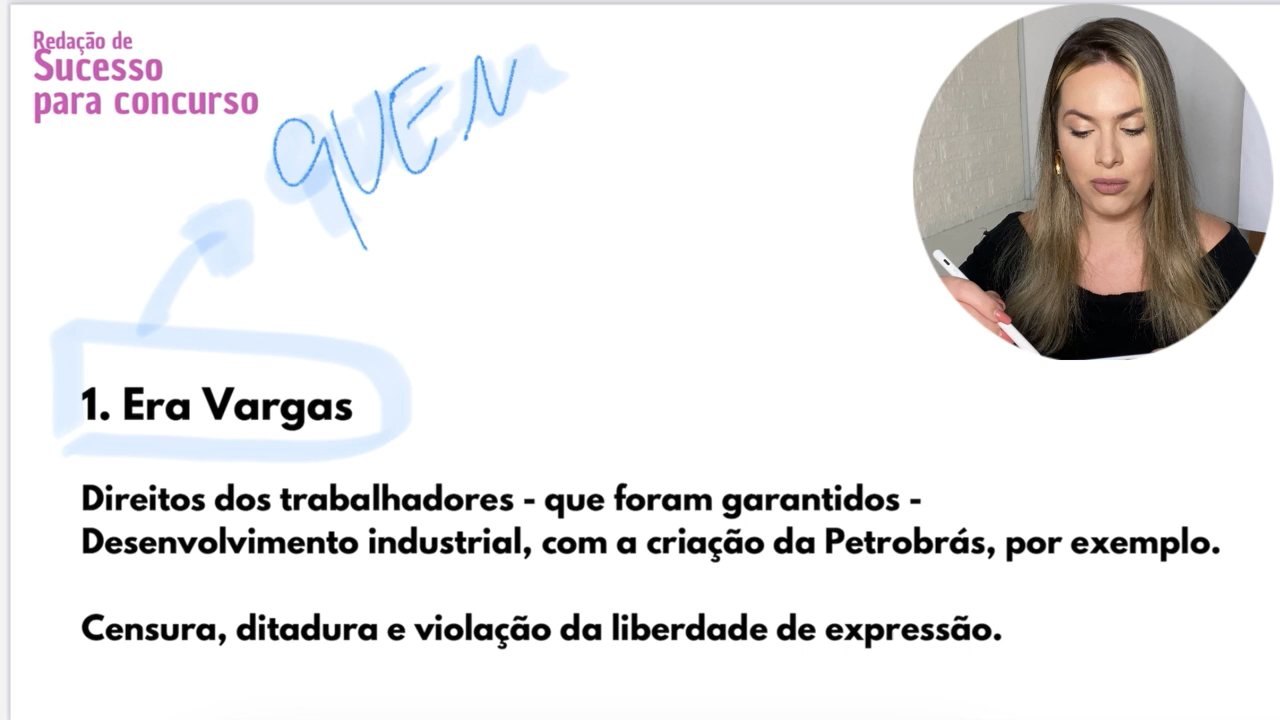 Redação de
Sucesso
para concurso
QUEM
1. Era Vargas
Direitos dos trabalhadores - que foram garantidos -
Desenvolvimento industrial, com a criação da Petrobrás, por exemplo.
Censura, ditadura e violação da liberdade de expressão.